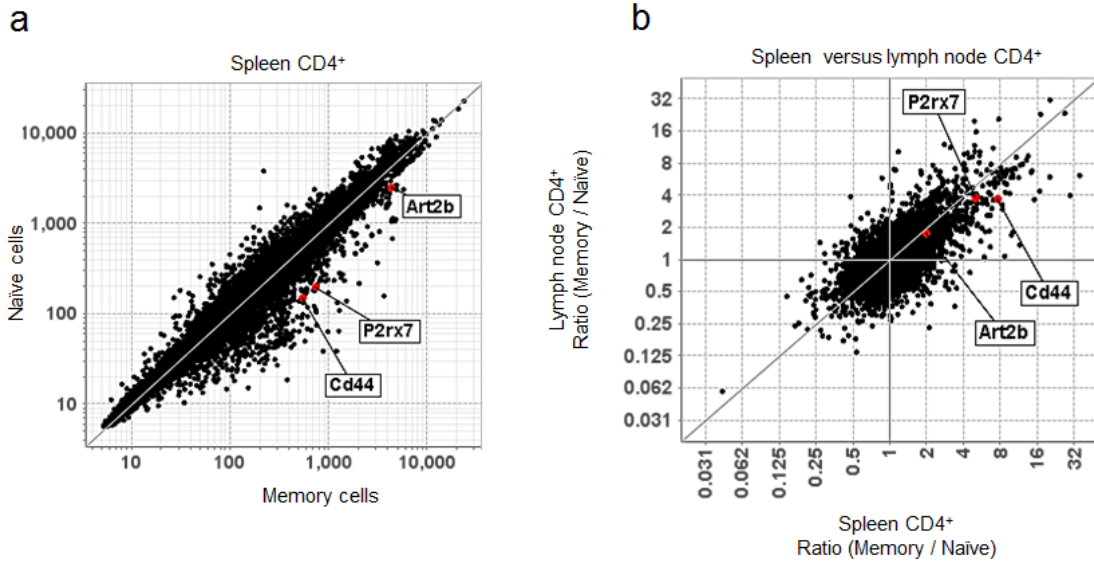 a
Spleen CD4⁺
10,000
1,000
100
10
Naïve cells
Art2b
P2rx7
Cd44
10
100
1,000
10,000
Memory cells
b
Spleen versus lymph node CD4⁺
32
16
8
4
2
1
0.5
0.25
0.125
0.062
0.031
Lymph node CD4⁺
Ratio (Memory / Naïve)
P2rx7
Cd44
Art2b
0.031
0.062
0.125
0.25
0.5
1
2
4
8
16
32
Spleen CD4⁺
Ratio (Memory / Naïve)